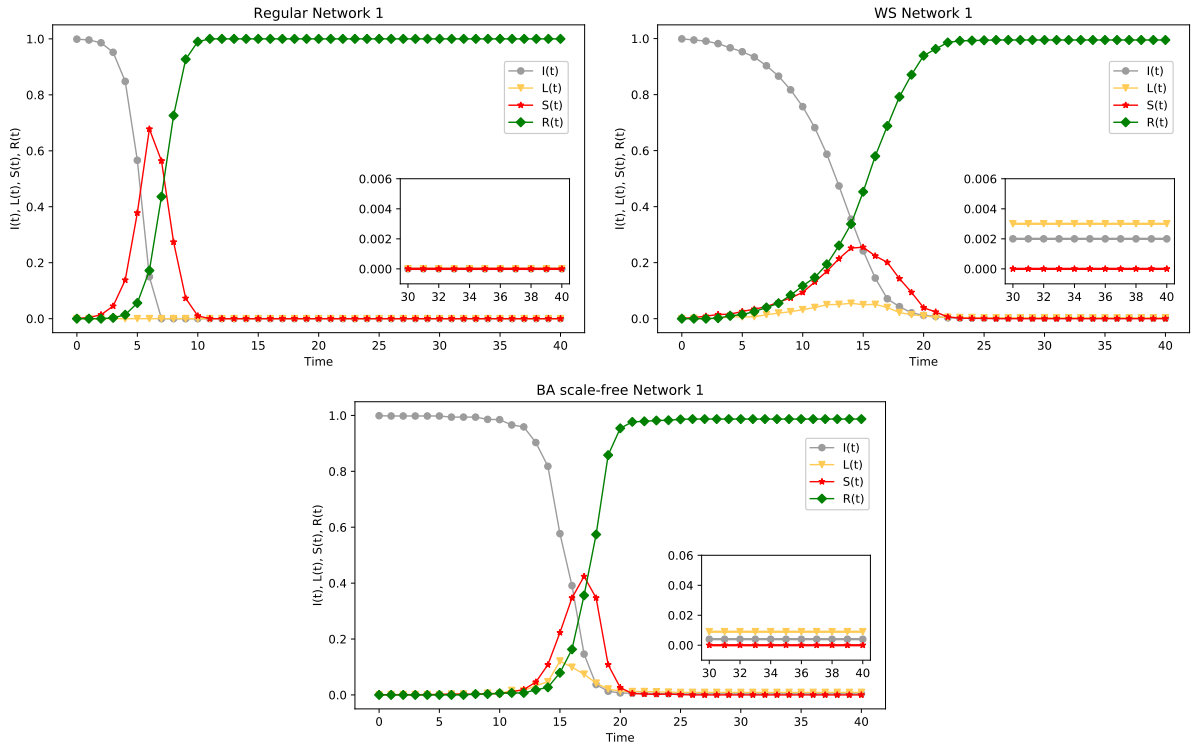 Regular Network 1
I(t), L(t), S(t), R(t)
1.0
0.8
0.6
0.4
0.2
0.0
I(t)
L(t)
S(t)
R(t)
0.006
0.004
0.002
0.000
30 32 34 36 38 40
0 5 10 15 20 25 30 35 40
Time
WS Network 1
I(t), L(t), S(t), R(t)
1.0
0.8
0.6
0.4
0.2
0.0
I(t)
L(t)
S(t)
R(t)
0.006
0.004
0.002
0.000
30 32 34 36 38 40
0 5 10 15 20 25 30 35 40
Time
BA scale-free Network 1
I(t), L(t), S(t), R(t)
1.0
0.8
0.6
0.4
0.2
0.0
I(t)
L(t)
S(t)
R(t)
0.06
0.04
0.02
0.00
30 32 34 36 38 40
0 5 10 15 20 25 30 35 40
Time